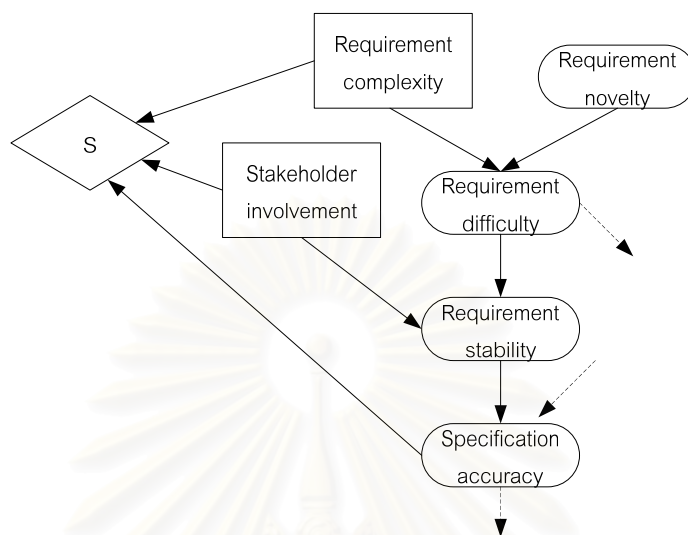 Requirement
complexity
Requirement
novelty
S
Stakeholder
involvement
Requirement
difficulty
Requirement
stability
Specification
accuracy